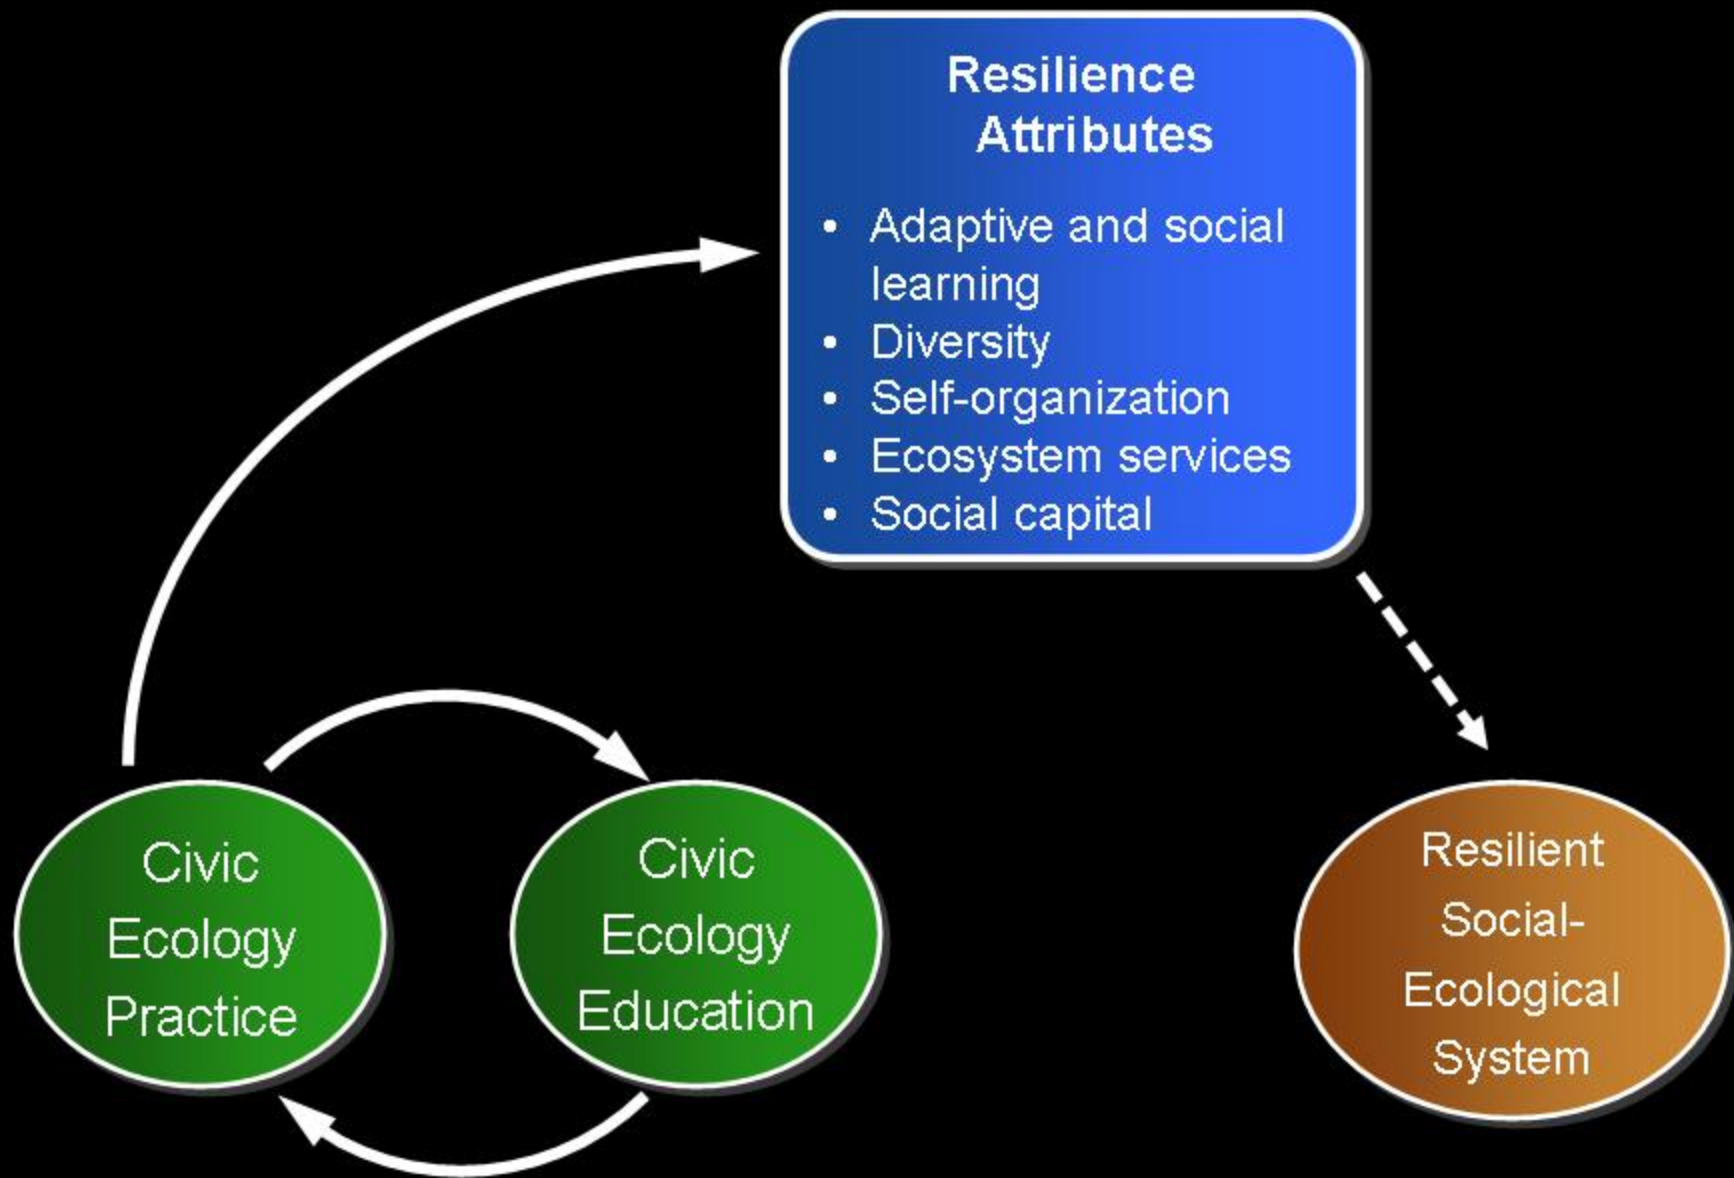 Resilience
Attributes
• Adaptive and social
learning
• Diversity
• Self-organization
• Ecosystem services
• Social capital
Civic
Ecology
Practice
Civic
Ecology
Education
Resilient
Social-
Ecological
System